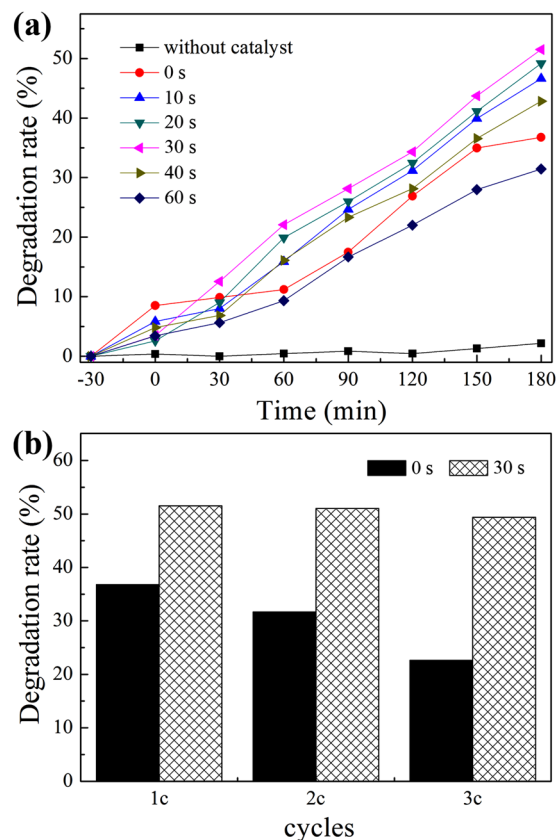 (a)
without catalyst
0 s
10 s
20 s
30 s
40 s
60 s
Degradation rate (%)
50
40
30
20
10
0
-30 0 30 60 90 120 150 180
Time (min)
(b)
0 s 30 s
Degradation rate (%)
60
50
40
30
20
10
0
1c 2c 3c
cycles